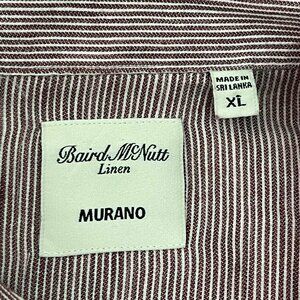 MADE IN
SRI LANKA
XL
Baird McNutt
Linen
MURANO